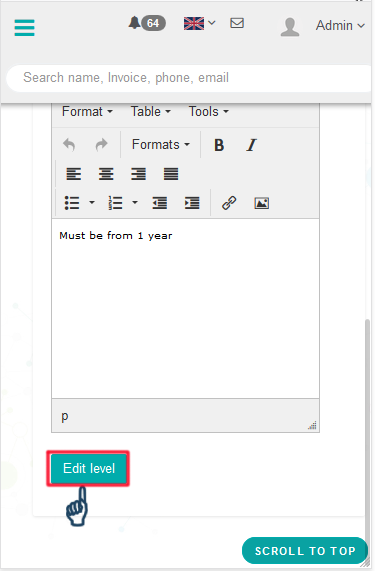 64
Admin
Search name, Invoice, phone, email
Format Table Tools
Formats B I
Must be from 1 year
p
Edit level
SCROLL TO TOP